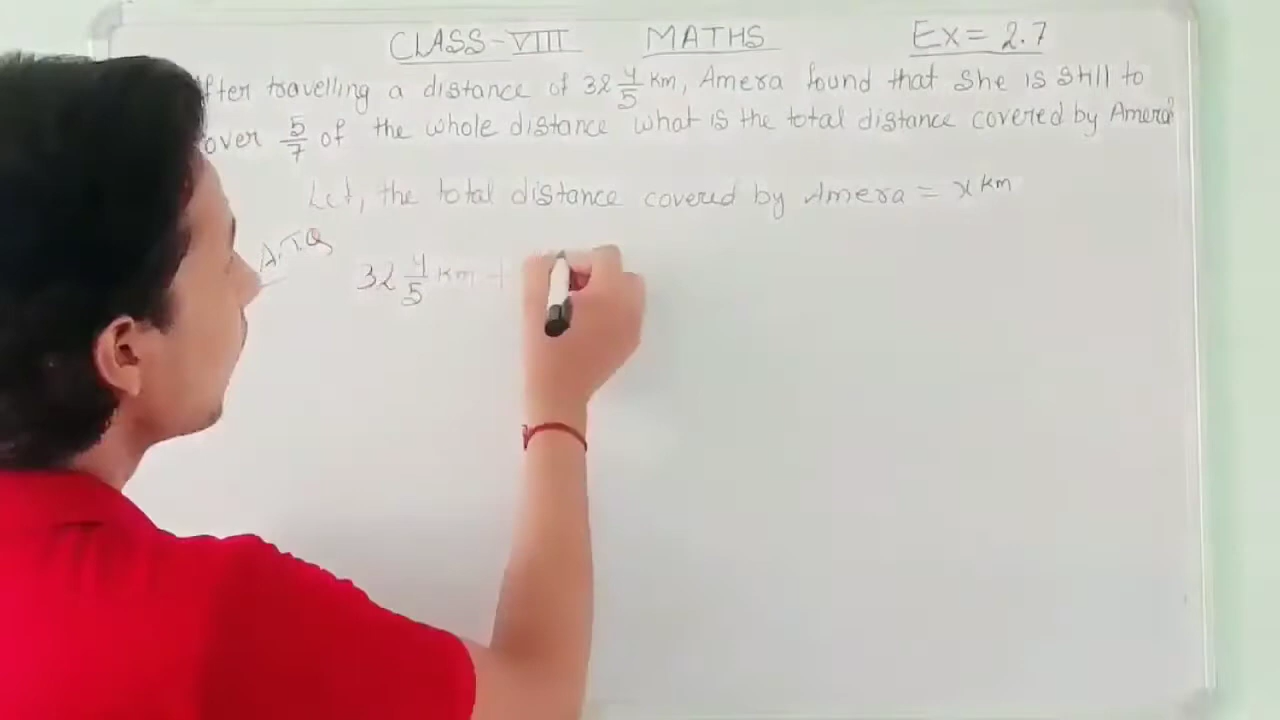 CLASS-VIII MATHS Ex= 2.7
fter travelling a distance of 32 4/5 km, Amera found that she is still to
over 5/7 of the whole distance what is the total distance covered by Amera?
Let, the total distance covered by Amera = x km
A.T.Q
32 4/5 km +